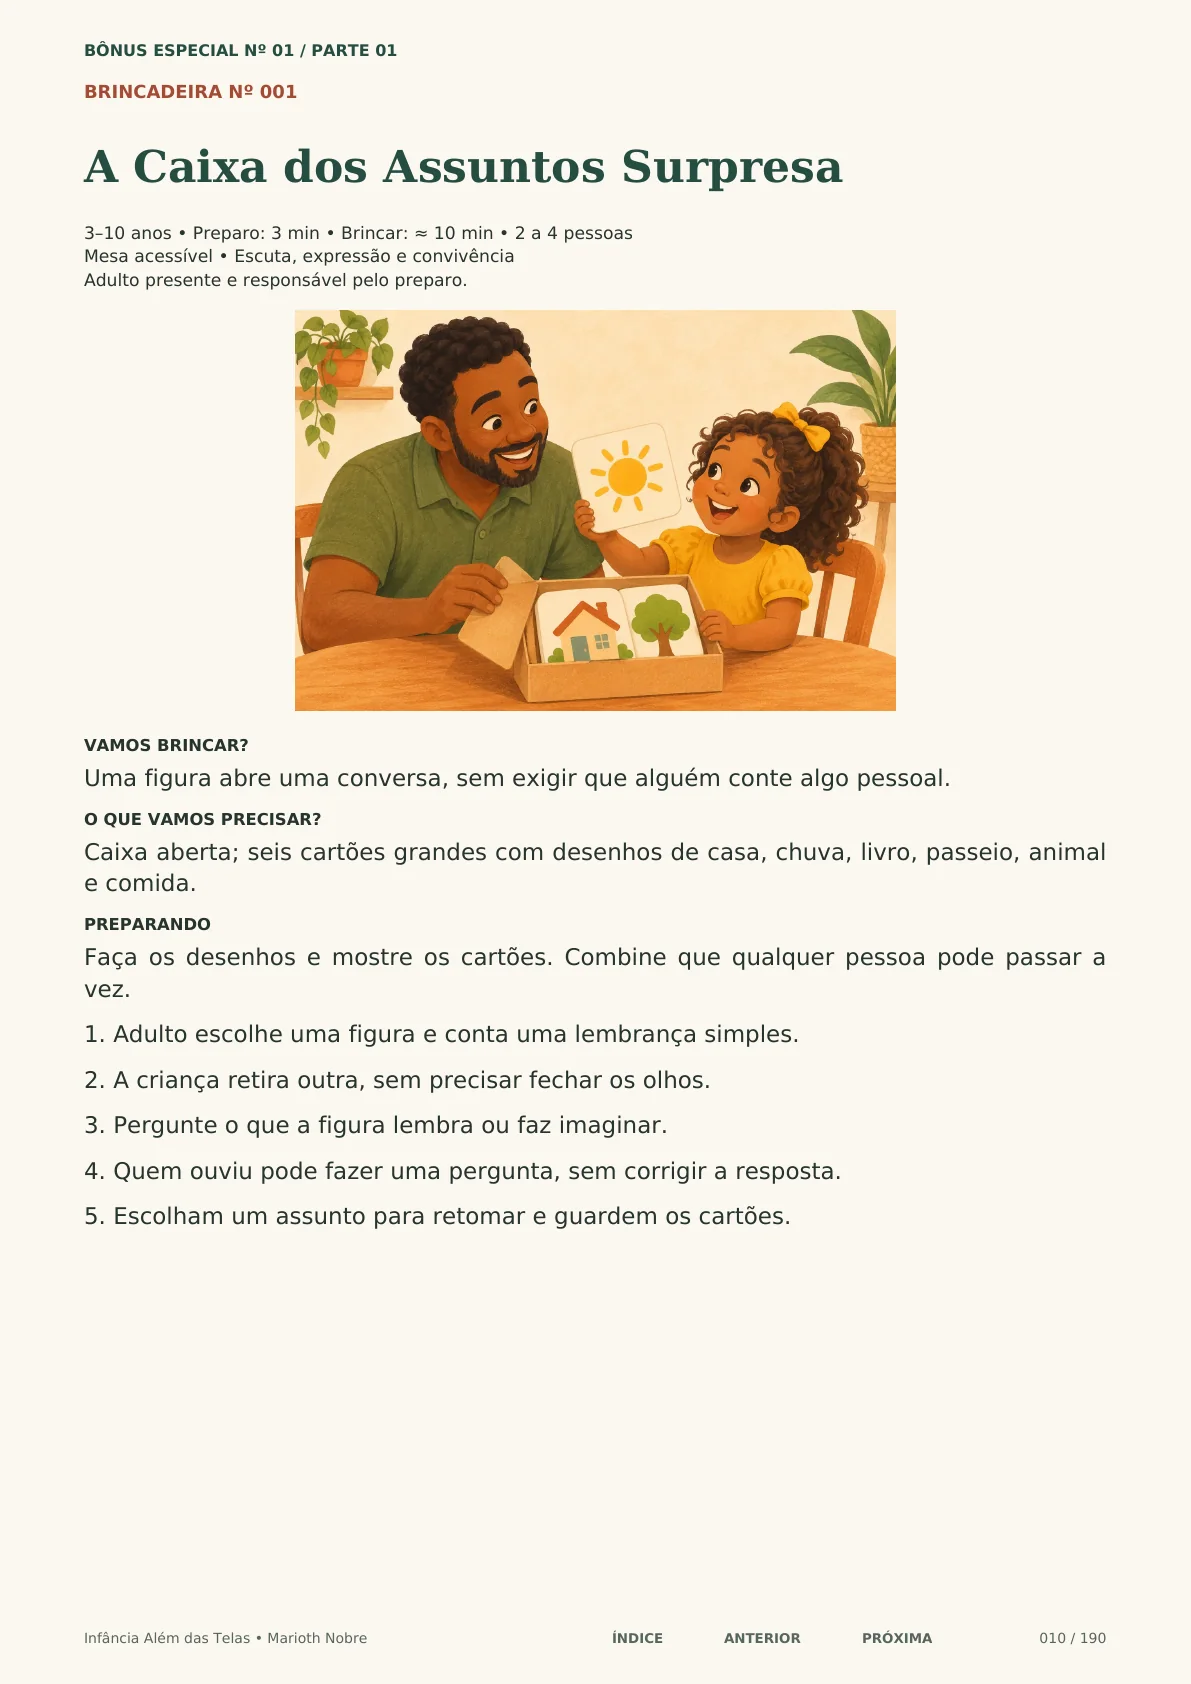 BÔNUS ESPECIAL Nº 01 / PARTE 01
BRINCADEIRA Nº 001
A Caixa dos Assuntos Surpresa
3–10 anos • Preparo: 3 min • Brincar: ≈ 10 min • 2 a 4 pessoas
Mesa acessível • Escuta, expressão e convivência
Adulto presente e responsável pelo preparo.
VAMOS BRINCAR?
Uma figura abre uma conversa, sem exigir que alguém conte algo pessoal.
O QUE VAMOS PRECISAR?
Caixa aberta; seis cartões grandes com desenhos de casa, chuva, livro, passeio, animal
e comida.
PREPARANDO
Faça os desenhos e mostre os cartões. Combine que qualquer pessoa pode passar a
vez.
1. Adulto escolhe uma figura e conta uma lembrança simples.
2. A criança retira outra, sem precisar fechar os olhos.
3. Pergunte o que a figura lembra ou faz imaginar.
4. Quem ouviu pode fazer uma pergunta, sem corrigir a resposta.
5. Escolham um assunto para retomar e guardem os cartões.
Infância Além das Telas • Marioth Nobre ÍNDICE ANTERIOR PRÓXIMA 010 / 190